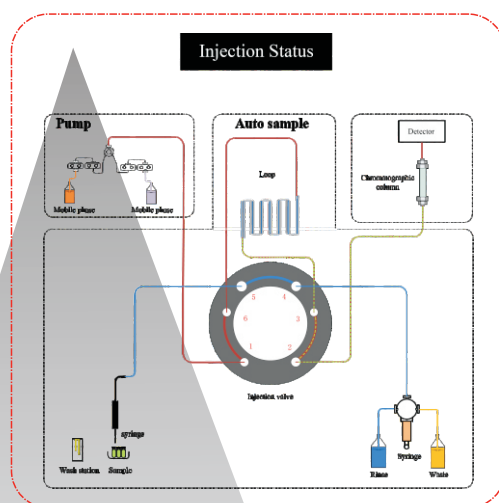 Injection Status
Pump
Auto sample
Detector
Loop
Chromatographic
column
Mobile phase
Mobile phase
5
4
6
3
1
2
Injection valve
syringe
Wash station
Sample
Syringe
Rinse
Waste